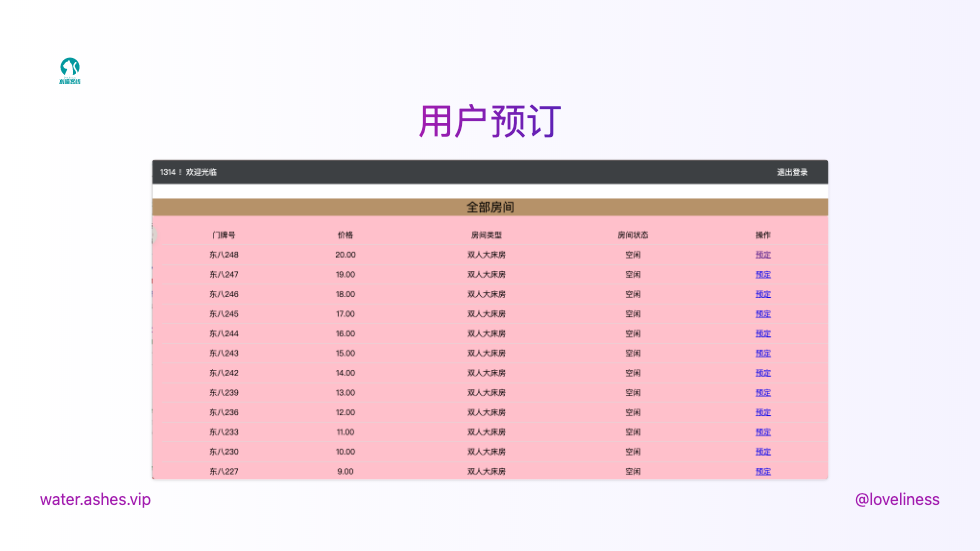 用户预订
1314！ 欢迎光临 退出登录
全部房间
门牌号 价格 房间类型 房间状态 操作
东八248 20.00 双人大床房 空闲 预定
东八247 19.00 双人大床房 空闲 预定
东八246 18.00 双人大床房 空闲 预定
东八245 17.00 双人大床房 空闲 预定
东八244 16.00 双人大床房 空闲 预定
东八243 15.00 双人大床房 空闲 预定
东八242 14.00 双人大床房 空闲 预定
东八239 13.00 双人大床房 空闲 预定
东八236 12.00 双人大床房 空闲 预定
东八233 11.00 双人大床房 空闲 预定
东八230 10.00 双人大床房 空闲 预定
东八227 9.00 双人大床房 空闲 预定
water.ashes.vip @loveliness